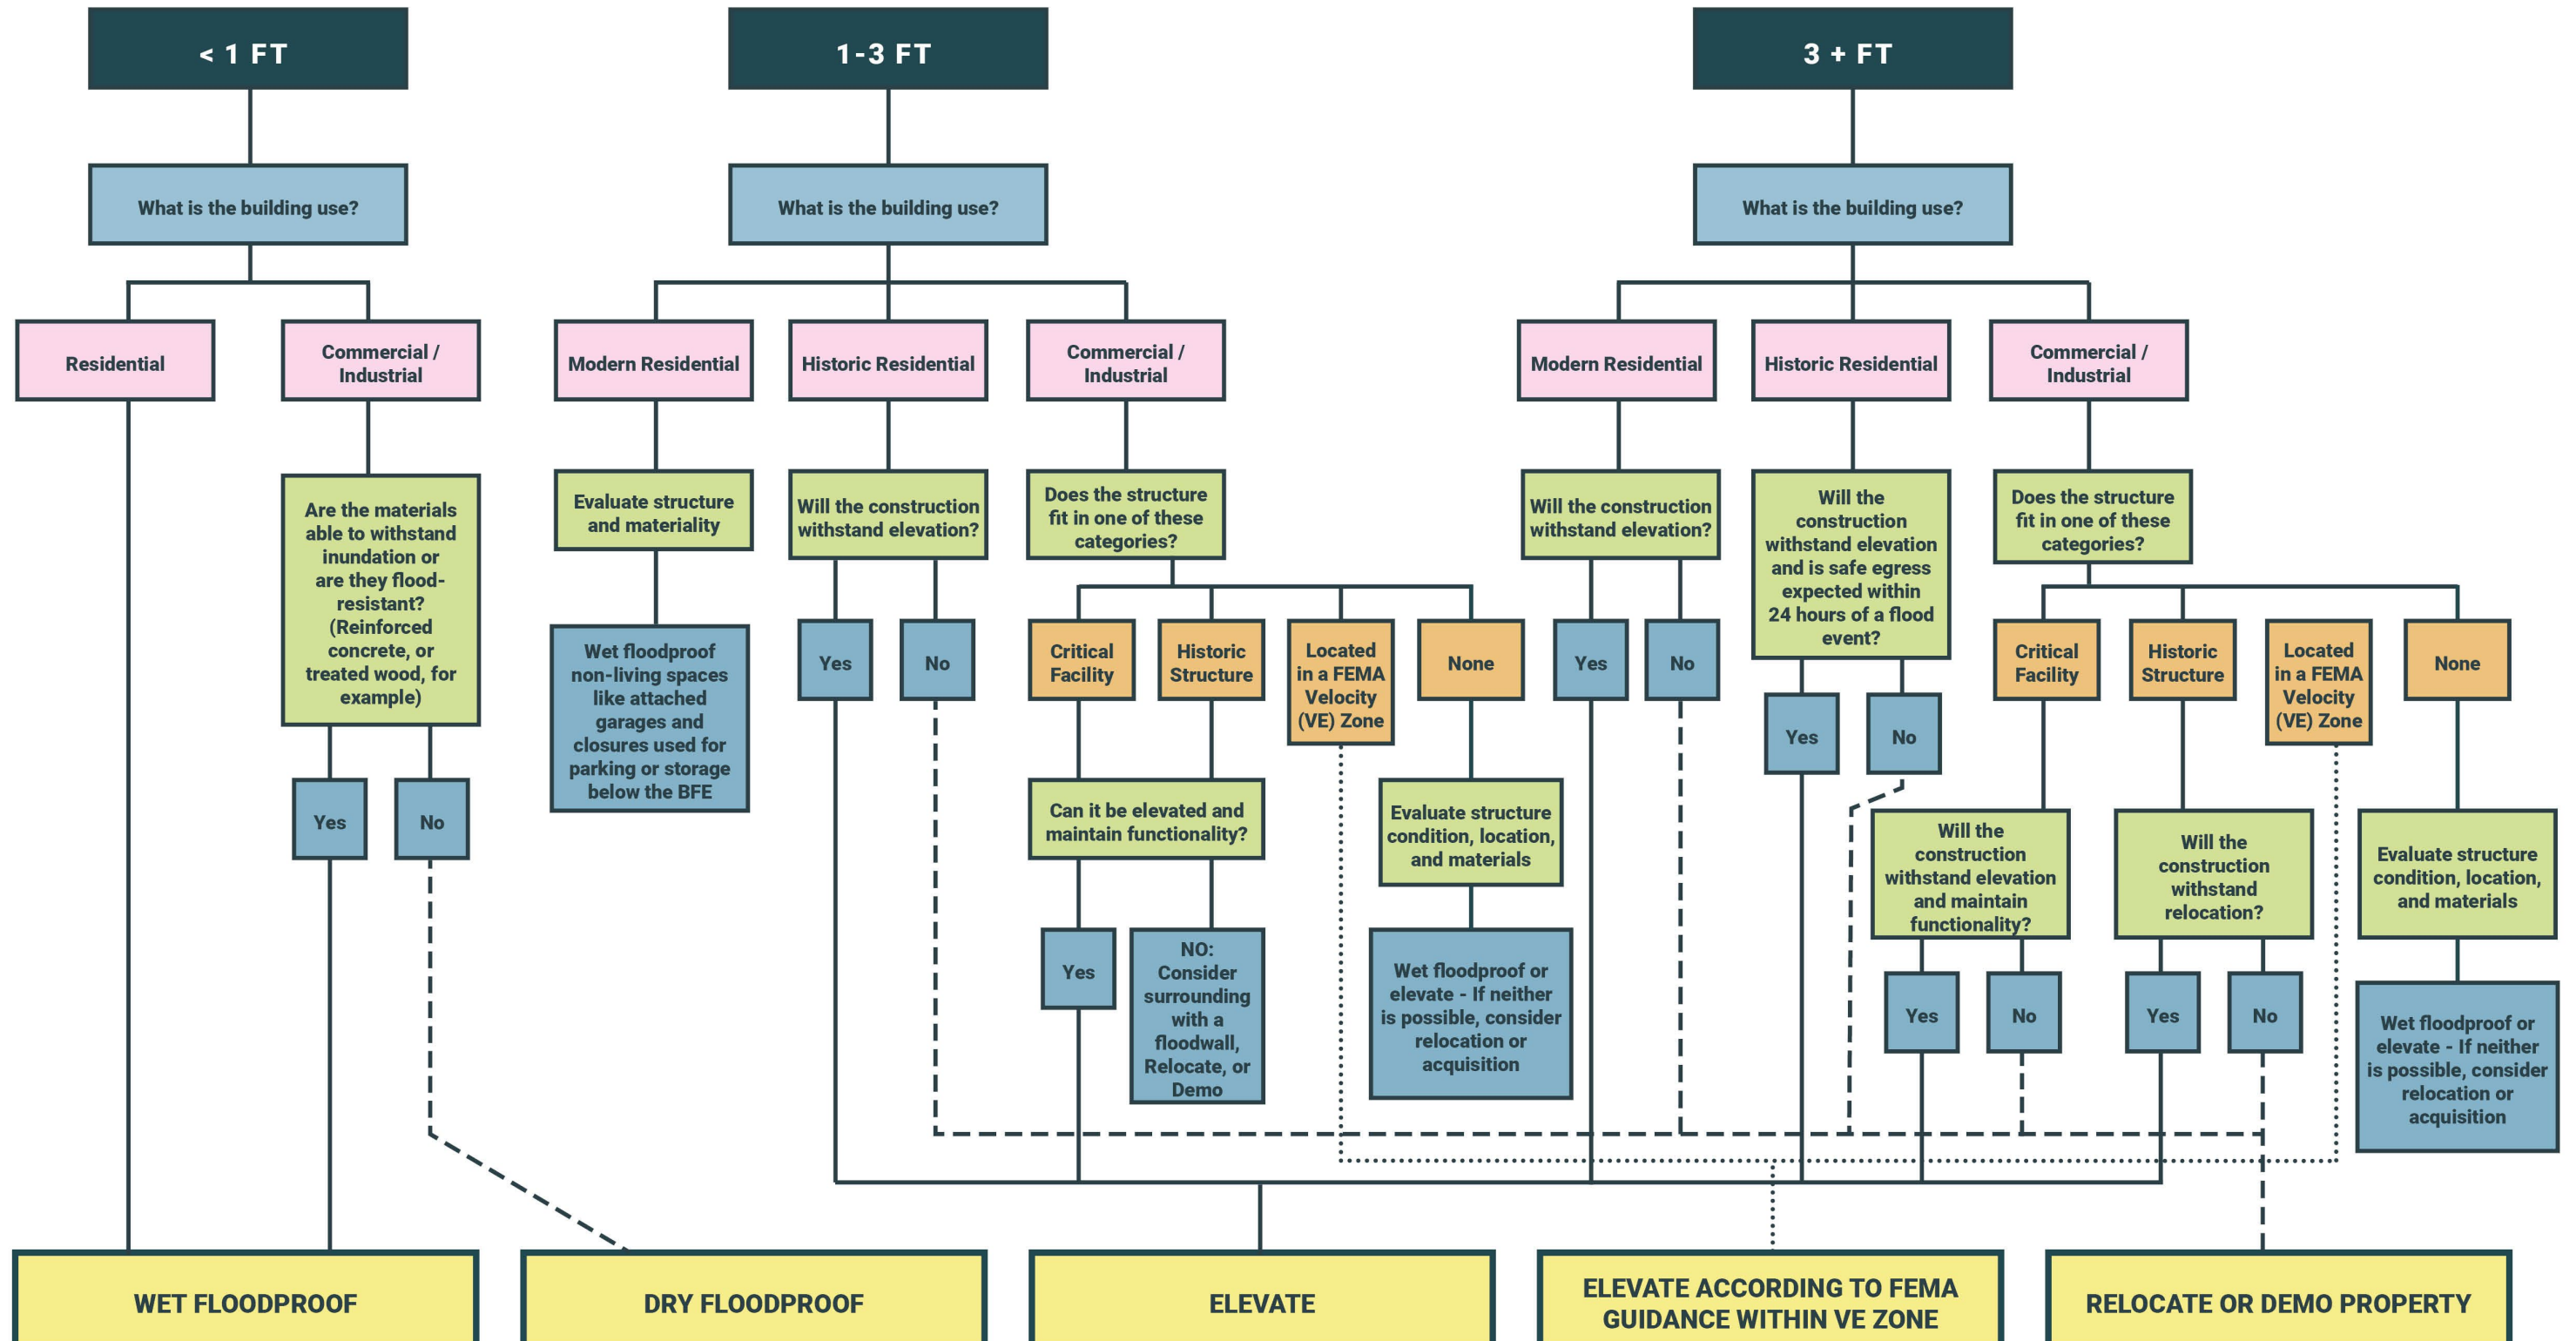 < 1 FT
1-3 FT
3 + FT
What is the building use?
What is the building use?
What is the building use?
Residential
Commercial /
Industrial
Modern Residential
Historic Residential
Commercial /
Industrial
Modern Residential
Historic Residential
Commercial /
Industrial
Are the materials
able to withstand
inundation or
are they flood-
resistant?
(Reinforced
concrete, or
treated wood, for
example)
Evaluate structure
and materiality
Will the construction
withstand elevation?
Does the structure
fit in one of these
categories?
Will the construction
withstand elevation?
Will the
construction
withstand elevation
and is safe egress
expected within
24 hours of a flood
event?
Does the structure
fit in one of these
categories?
Wet floodproof
non-living spaces
like attached
garages and
closures used for
parking or storage
below the BFE
Yes
No
Critical
Facility
Historic
Structure
Located
in a FEMA
Velocity
(VE) Zone
None
Yes
No
Yes
No
Critical
Facility
Historic
Structure
Located
in a FEMA
Velocity
(VE) Zone
None
Yes
No
Can it be elevated and
maintain functionality?
Evaluate structure
condition, location,
and materials
Will the
construction
withstand elevation
and maintain
functionality?
Will the
construction
withstand
relocation?
Evaluate structure
condition, location,
and materials
Yes
NO:
Consider
surrounding
with a
floodwall,
Relocate, or
Demo
Wet floodproof or
elevate - If neither
is possible, consider
relocation or
acquisition
Yes
No
Yes
No
Wet floodproof or
elevate - If neither
is possible, consider
relocation or
acquisition
WET FLOODPROOF
DRY FLOODPROOF
ELEVATE
ELEVATE ACCORDING TO FEMA
GUIDANCE WITHIN VE ZONE
RELOCATE OR DEMO PROPERTY